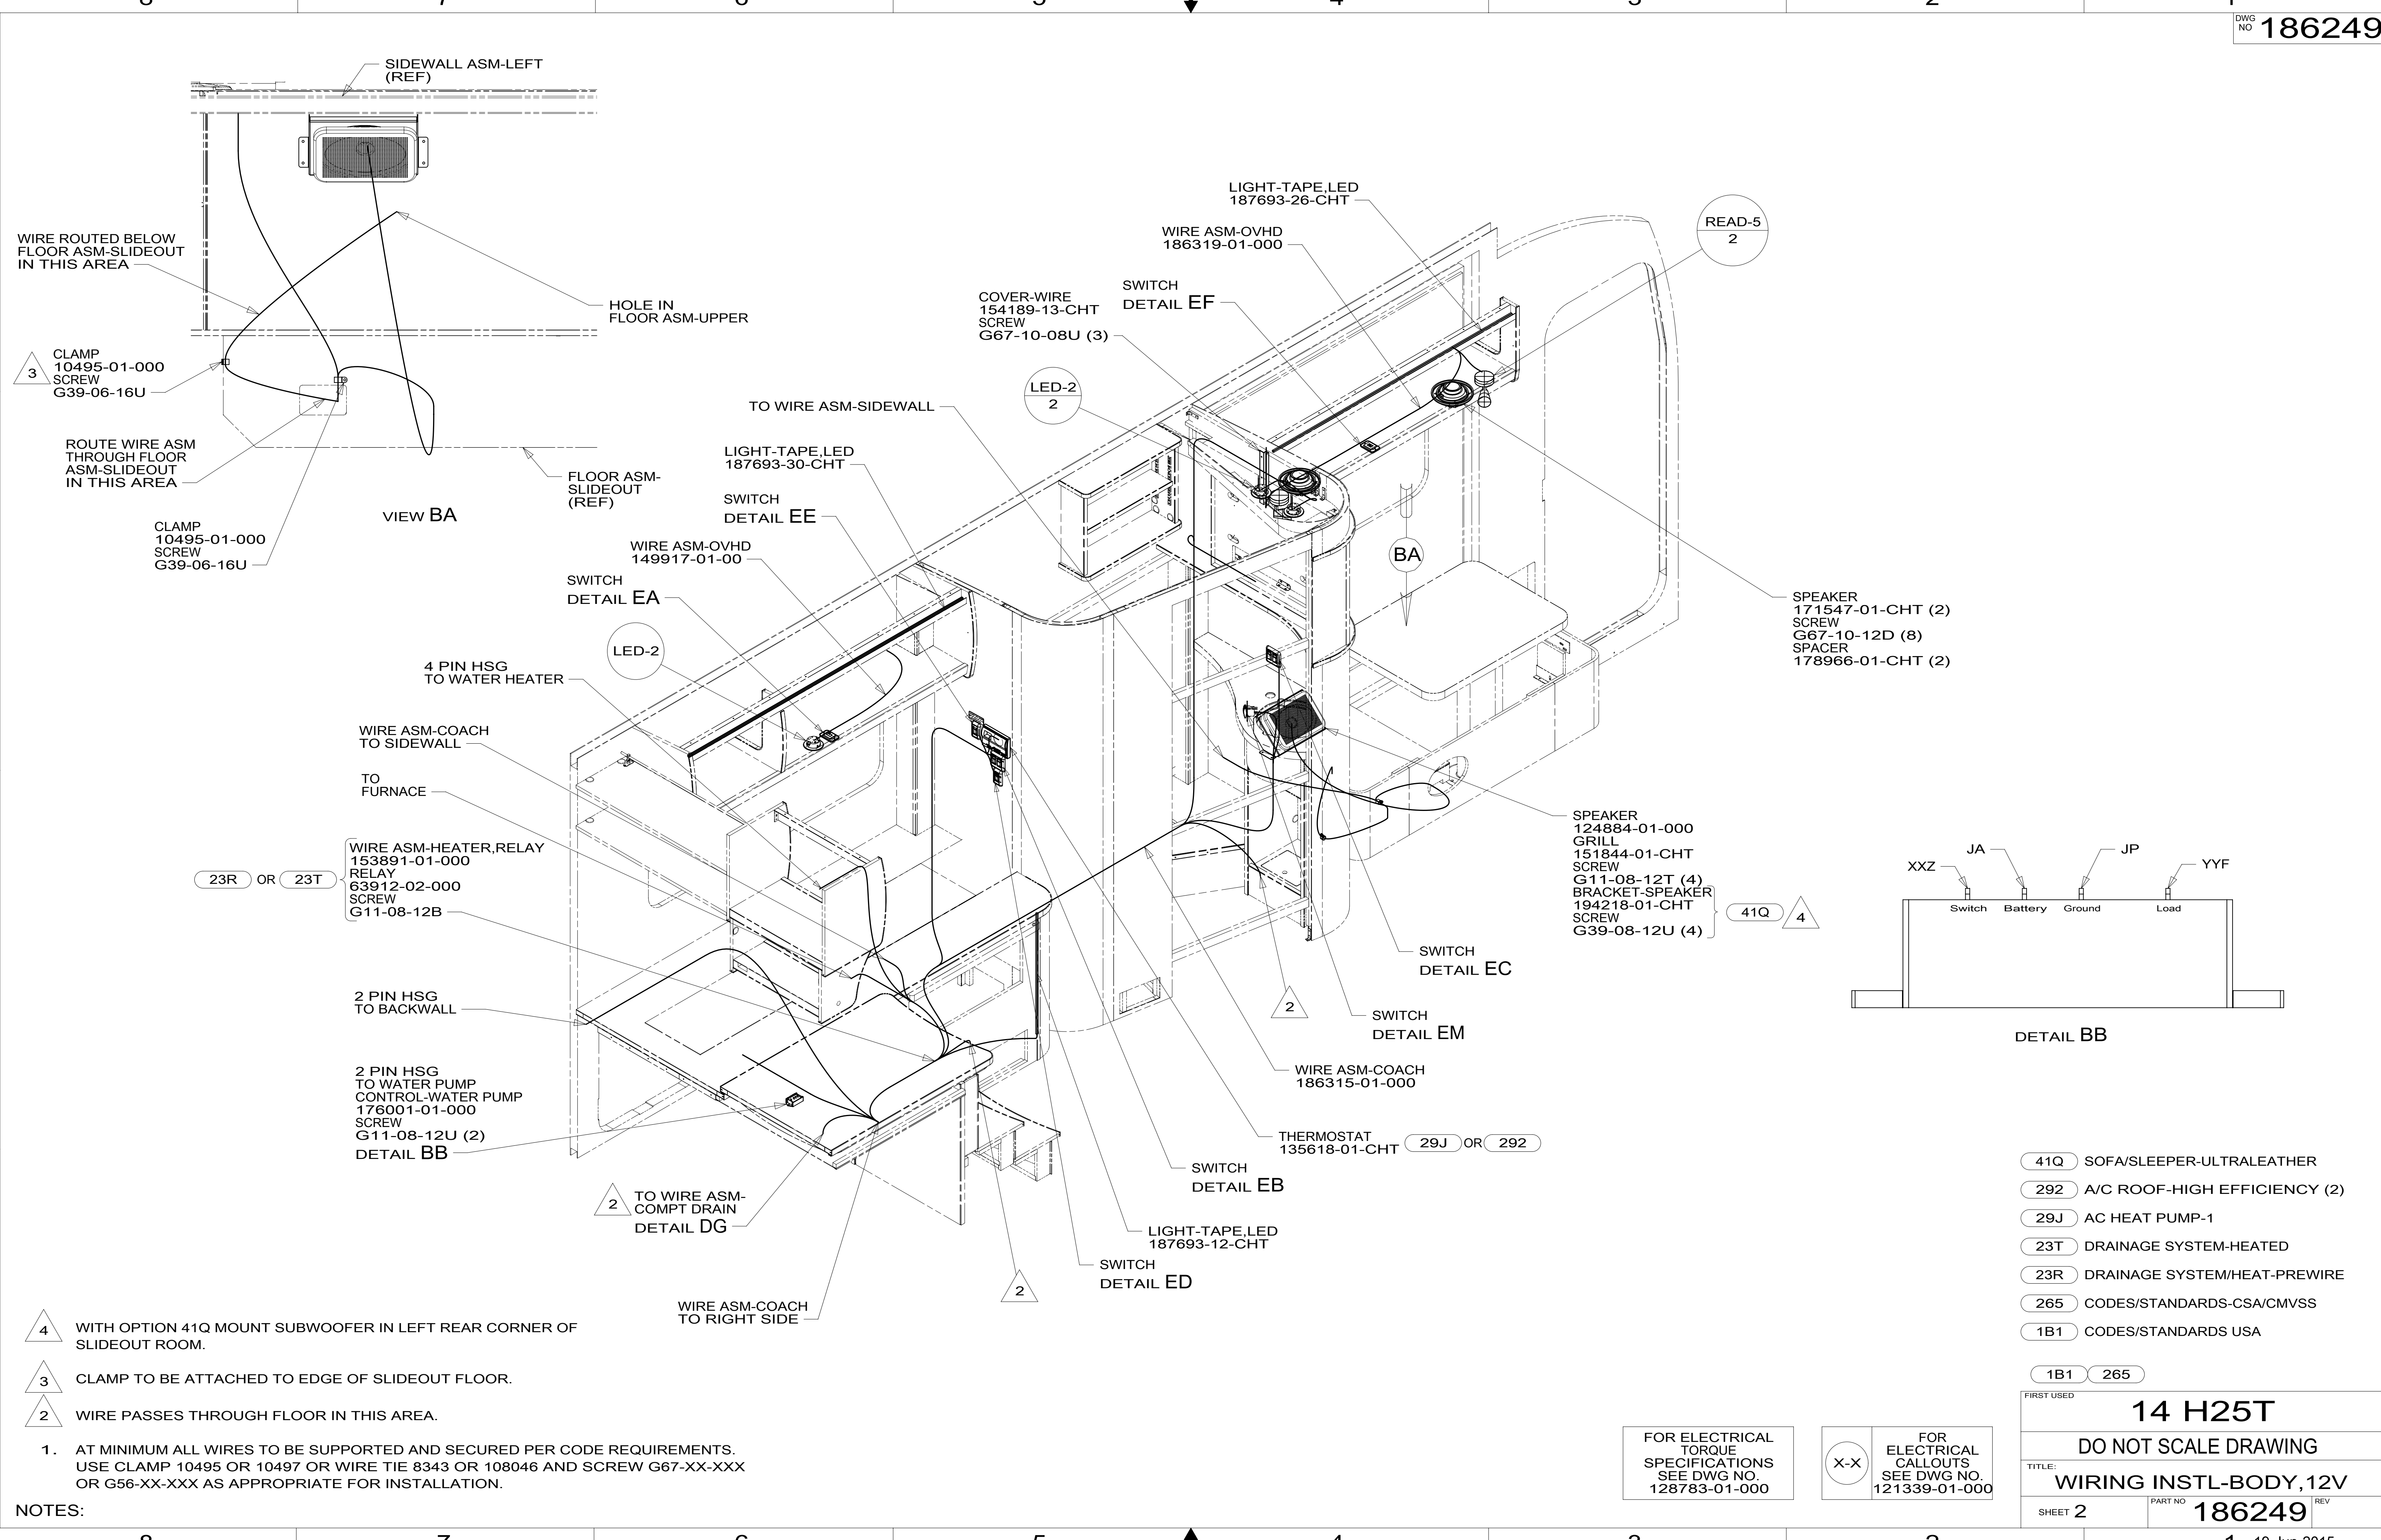 DWG
NO 186249
SIDEWALL ASM-LEFT
(REF)
WIRE ROUTED BELOW
FLOOR ASM-SLIDEOUT
IN THIS AREA
HOLE IN
FLOOR ASM-UPPER
3
CLAMP
10495-01-000
SCREW
G39-06-16U
ROUTE WIRE ASM
THROUGH FLOOR
ASM-SLIDEOUT
IN THIS AREA
FLOOR ASM-
SLIDEOUT
(REF)
VIEW BA
CLAMP
10495-01-000
SCREW
G39-06-16U
LIGHT-TAPE,LED
187693-26-CHT
READ-5
2
WIRE ASM-OVHD
186319-01-000
SWITCH
DETAIL EF
COVER-WIRE
154189-13-CHT
SCREW
G67-10-08U (3)
LED-2
2
TO WIRE ASM-SIDEWALL
LIGHT-TAPE,LED
187693-30-CHT
SWITCH
DETAIL EE
WIRE ASM-OVHD
149917-01-00
SWITCH
DETAIL EA
LED-2
BA
SPEAKER
171547-01-CHT (2)
SCREW
G67-10-12D (8)
SPACER
178966-01-CHT (2)
4 PIN HSG
TO WATER HEATER
WIRE ASM-COACH
TO SIDEWALL
TO
FURNACE
23R OR 23T
WIRE ASM-HEATER,RELAY
153891-01-000
RELAY
63912-02-000
SCREW
G11-08-12B
2 PIN HSG
TO BACKWALL
2 PIN HSG
TO WATER PUMP
CONTROL-WATER PUMP
176001-01-000
SCREW
G11-08-12U (2)
DETAIL BB
2
TO WIRE ASM-
COMPT DRAIN
DETAIL DG
WIRE ASM-COACH
TO RIGHT SIDE
SPEAKER
124884-01-000
GRILL
151844-01-CHT
SCREW
G11-08-12T (4)
BRACKET-SPEAKER
194218-01-CHT
SCREW
G39-08-12U (4)
41Q
4
SWITCH
DETAIL EC
2
SWITCH
DETAIL EM
WIRE ASM-COACH
186315-01-000
THERMOSTAT
135618-01-CHT
29J OR 292
SWITCH
DETAIL EB
LIGHT-TAPE,LED
187693-12-CHT
SWITCH
DETAIL ED
2
XXZ
JA
JP
YYF
Switch Battery Ground Load
DETAIL BB
41Q SOFA/SLEEPER-ULTRALEATHER
292 A/C ROOF-HIGH EFFICIENCY (2)
29J AC HEAT PUMP-1
23T DRAINAGE SYSTEM-HEATED
23R DRAINAGE SYSTEM/HEAT-PREWIRE
265 CODES/STANDARDS-CSA/CMVSS
1B1 CODES/STANDARDS USA
1B1 265
4 WITH OPTION 41Q MOUNT SUBWOOFER IN LEFT REAR CORNER OF
SLIDEOUT ROOM.
3 CLAMP TO BE ATTACHED TO EDGE OF SLIDEOUT FLOOR.
2 WIRE PASSES THROUGH FLOOR IN THIS AREA.
1. AT MINIMUM ALL WIRES TO BE SUPPORTED AND SECURED PER CODE REQUIREMENTS.
USE CLAMP 10495 OR 10497 OR WIRE TIE 8343 OR 108046 AND SCREW G67-XX-XXX
OR G56-XX-XXX AS APPROPRIATE FOR INSTALLATION.
NOTES:
FOR ELECTRICAL
TORQUE
SPECIFICATIONS
SEE DWG NO.
128783-01-000
X-X
FOR
ELECTRICAL
CALLOUTS
SEE DWG NO.
121339-01-000
FIRST USED
14 H25T
DO NOT SCALE DRAWING
TITLE:
WIRING INSTL-BODY,12V
SHEET 2
PART NO 186249
REV